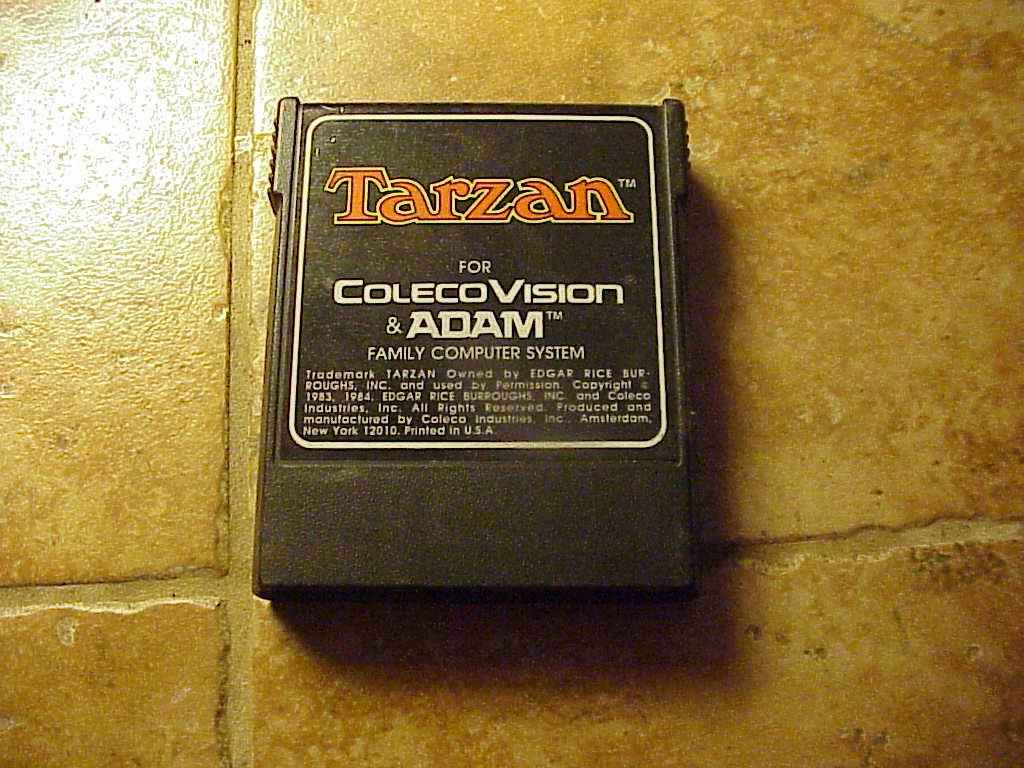 Tarzan™
FOR
COLECOVISION
& ADAM™
FAMILY COMPUTER SYSTEM
Trademark TARZAN Owned by EDGAR RICE BUR-
ROUGHS, INC. and used by Permission. Copyright ©
1983, 1984, EDGAR RICE BURROUGHS, INC. and Coleco
Industries, Inc. All Rights Reserved. Produced and
manufactured by Coleco Industries, Inc., Amsterdam,
New York 12010. Printed in U.S.A.